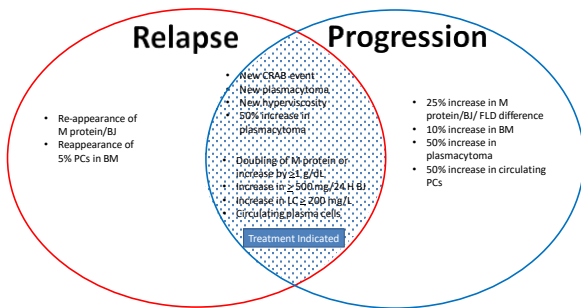 Relapse
Progression
• Re-appearance of
M protein/BJ
• Reappearance of
5% PCs in BM
• New CRAB event
• New plasmacytoma
• New hyperviscosity
• 50% increase in
plasmacytoma
• Doubling of M protein or
increase by ≥1 g/dL
• Increase in ≥ 500 mg/24 H BJ
• Increase in LC ≥ 200 mg/L
• Circulating plasma cells
Treatment Indicated
• 25% increase in M
protein/BJ/ FLD difference
• 10% increase in BM
• 50% increase in
plasmacytoma
• 50% increase in circulating
PCs